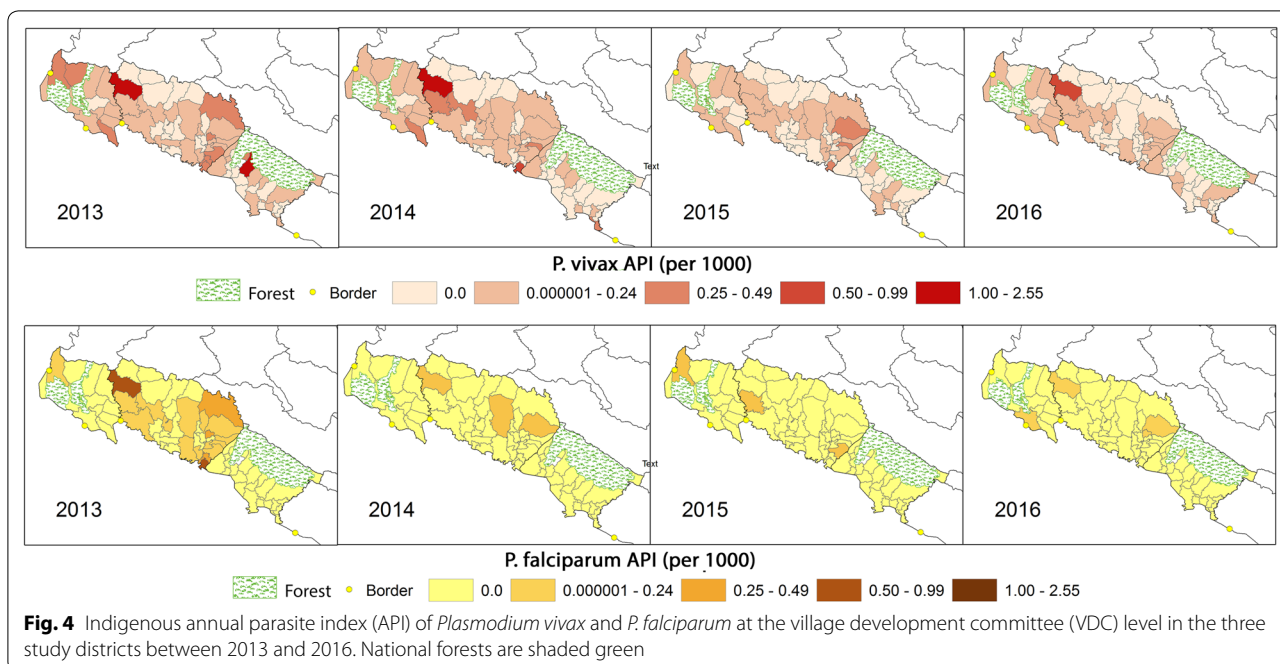 2013
2014
2015
2016
Text
P. vivax API (per 1000)
Forest Border 0.0 0.000001 - 0.24 0.25 - 0.49 0.50 - 0.99 1.00 - 2.55
2013
2014
2015
2016
Text
P. falciparum API (per 1000)
Forest Border 0.0 0.000001 - 0.24 0.25 - 0.49 0.50 - 0.99 1.00 - 2.55
Fig. 4 Indigenous annual parasite index (API) of Plasmodium vivax and P. falciparum at the village development committee (VDC) level in the three
study districts between 2013 and 2016. National forests are shaded green